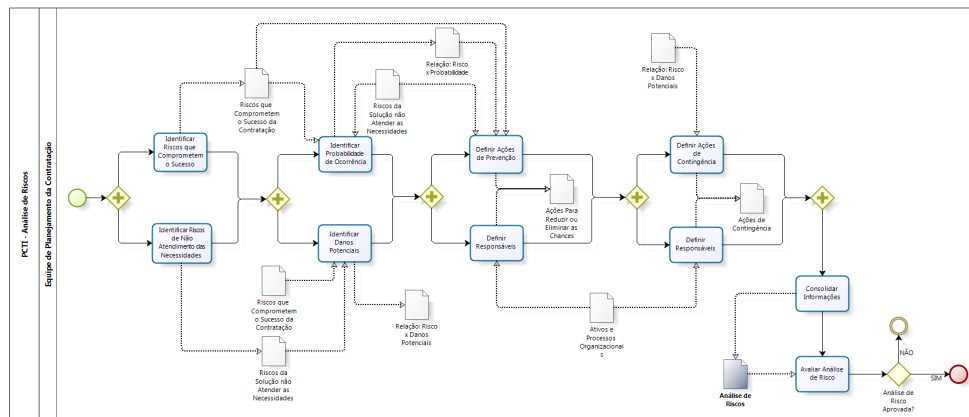 PCTI - Análise de Riscos
Equipe de Planejamento da Contratação
Relação: Risco
x Probabilidade
Relação: Risco
x Danos
Potenciais
Riscos que
Comprometem
o Sucesso da
Contratação
Riscos da
Solução não
Atender as
Necessidades
Identificar
Riscos que
Comprometem
o Sucesso
Identificar
Probabilidade
de Ocorrência
Definir Ações
de Prevenção
Definir Ações
de
Contingência
Ações Para
Reduzir ou
Eliminar as
Chances
Ações de
Contingência
Identificar Riscos
de Não
Atendimento das
Necessidades
Identificar
Danos
Potenciais
Definir
Responsáveis
Definir
Responsáveis
Riscos que
Comprometem
o Sucesso da
Contratação
Relação: Risco
x Danos
Potenciais
Ativos e
Processos
Organizacionai
s
Consolidar
Informações
Riscos da
Solução não
Atender as
Necessidades
Análise de
Riscos
Avaliar Análise
de Risco
NÃO
SIM
Análise de
Risco
Aprovada?